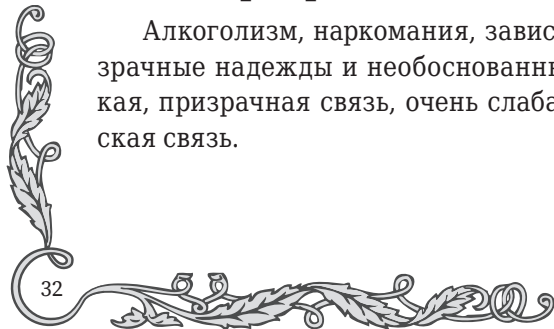 Алкоголизм, наркомания, завис
зрачные надежды и необоснованн
кая, призрачная связь, очень слаба
ская связь.
32